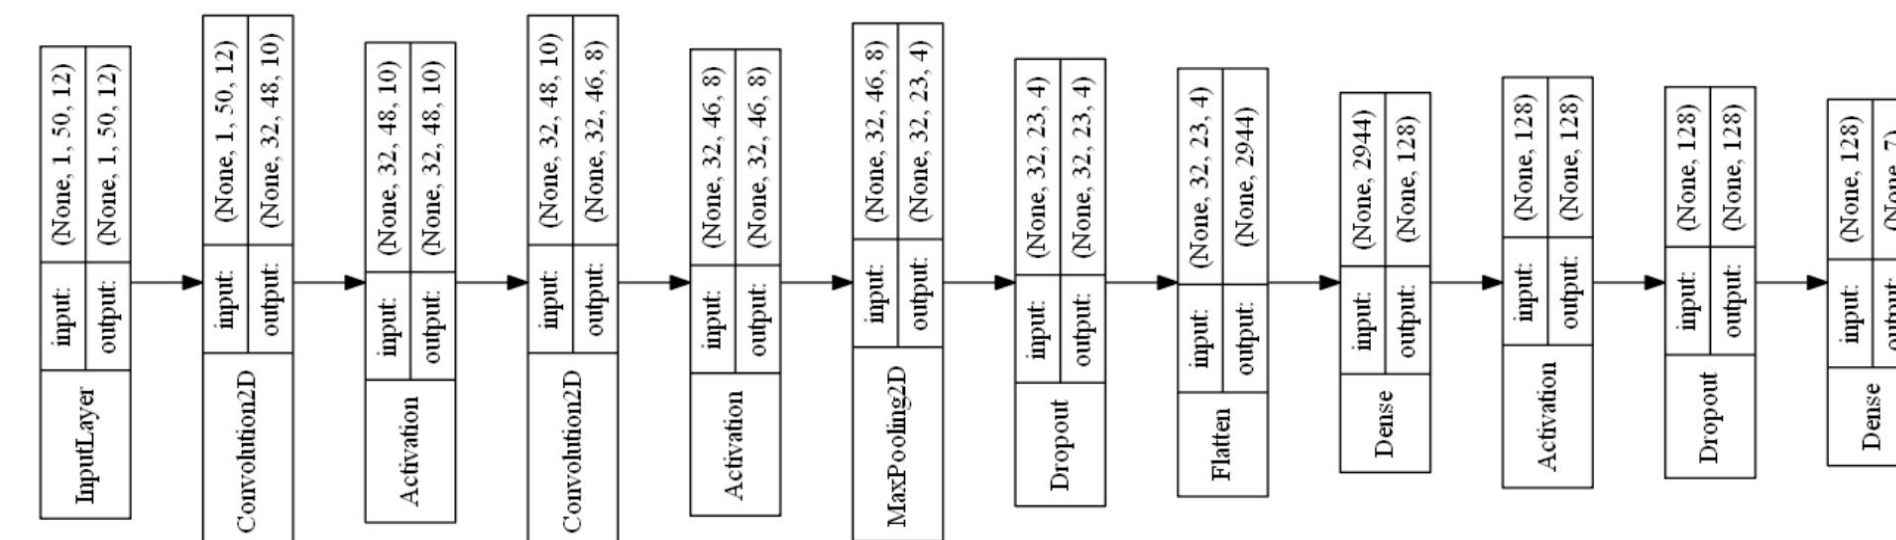 InputLayer
input:
(None, 1, 50, 12)
output:
(None, 1, 50, 12)
Convolution2D
input:
(None, 1, 50, 12)
output:
(None, 32, 48, 10)
Activation
input:
(None, 32, 48, 10)
output:
(None, 32, 48, 10)
Convolution2D
input:
(None, 32, 48, 10)
output:
(None, 32, 46, 8)
Activation
input:
(None, 32, 46, 8)
output:
(None, 32, 46, 8)
MaxPooling2D
input:
(None, 32, 46, 8)
output:
(None, 32, 23, 4)
Dropout
input:
(None, 32, 23, 4)
output:
(None, 32, 23, 4)
Flatten
input:
(None, 32, 23, 4)
output:
(None, 2944)
Dense
input:
(None, 2944)
output:
(None, 128)
Activation
input:
(None, 128)
output:
(None, 128)
Dropout
input:
(None, 128)
output:
(None, 128)
Dense
input:
(None, 128)
output:
(None, 7)